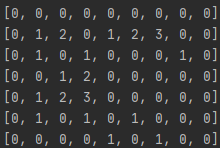 [0, 0, 0, 0, 0, 0, 0, 0, 0]
[0, 1, 2, 0, 1, 2, 3, 0, 0]
[0, 1, 0, 1, 0, 0, 0, 1, 0]
[0, 0, 1, 2, 0, 0, 0, 0, 0]
[0, 1, 2, 3, 0, 0, 0, 0, 0]
[0, 1, 0, 1, 0, 1, 0, 0, 0]
[0, 0, 0, 0, 1, 0, 1, 0, 0]